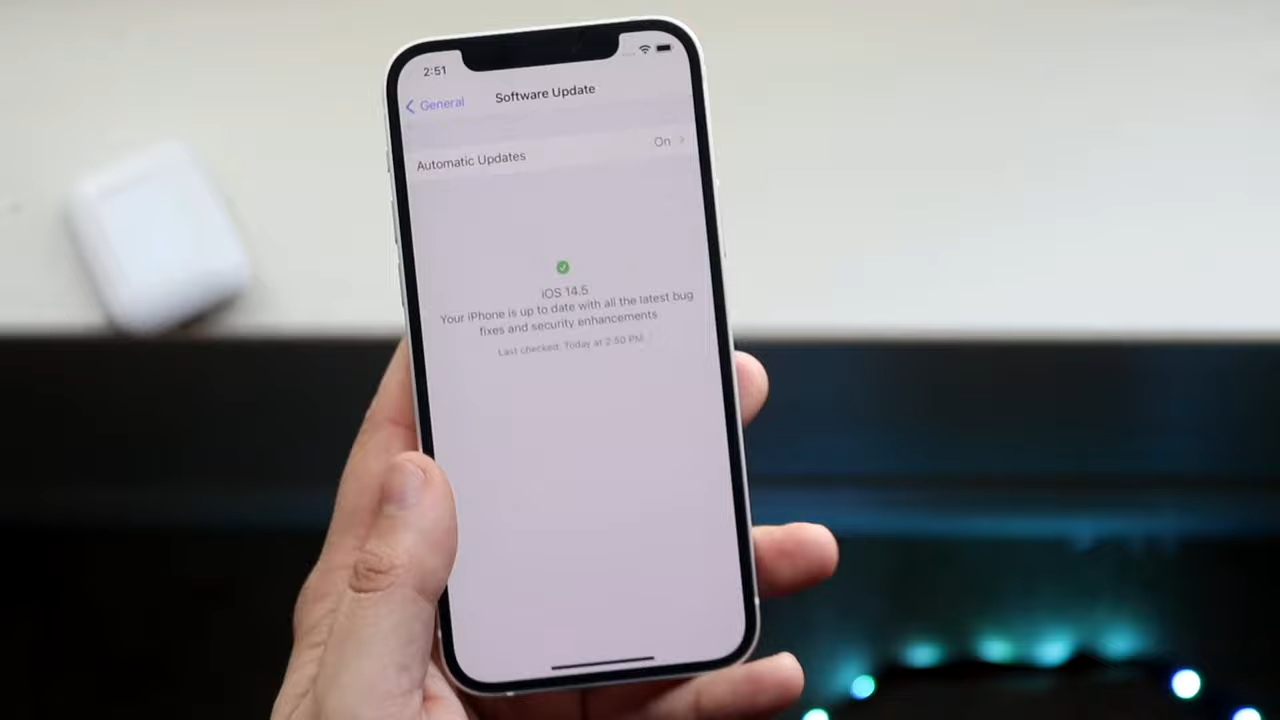 2:51
General
Software Update
Automatic Updates
On
iOS 14.5
Your iPhone is up to date with all the latest bug
fixes and security enhancements
Last checked: Today at 2:50 PM